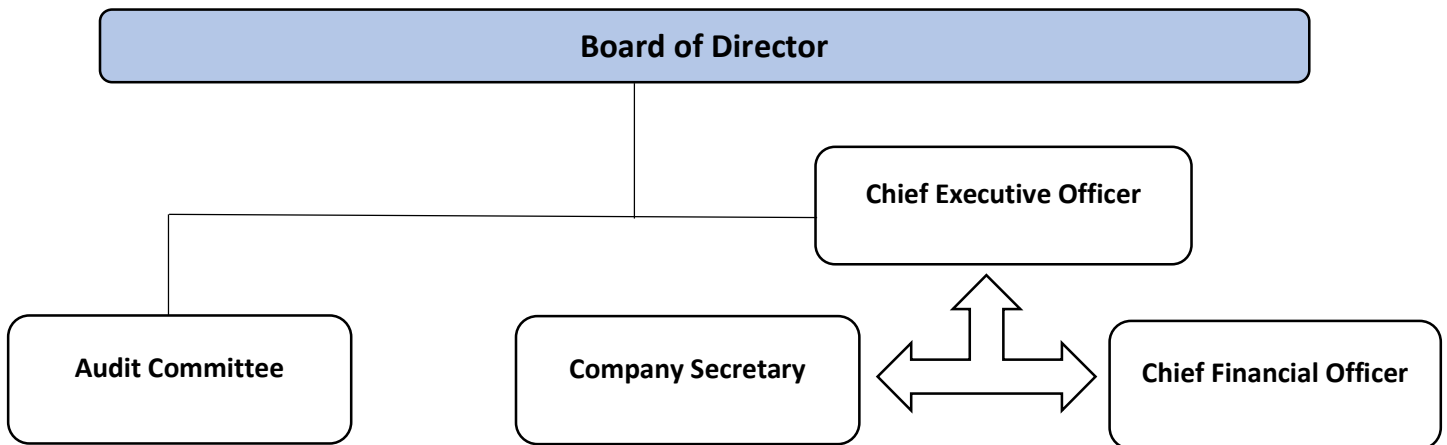 Board of Director
Chief Executive Officer
Audit Committee
Company Secretary
Chief Financial Officer